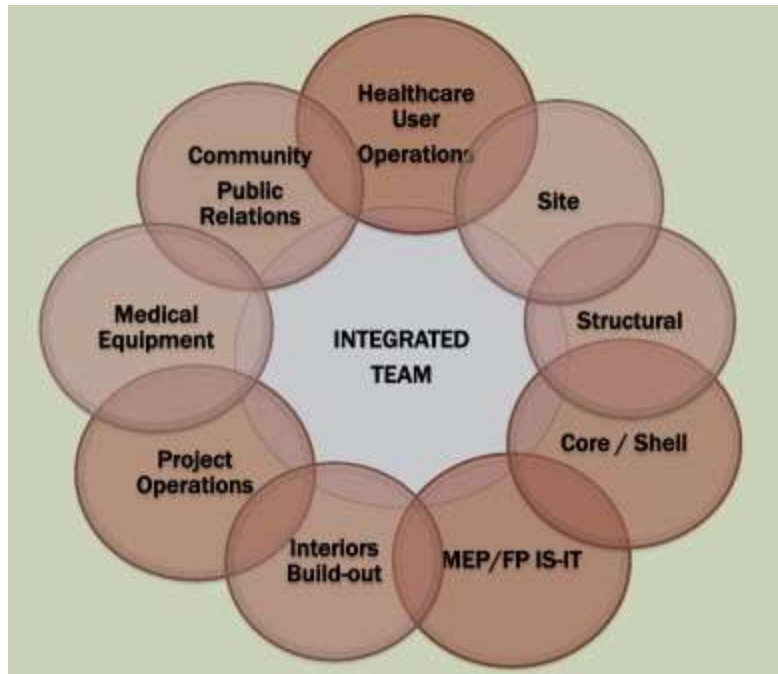 Healthcare
User
Operations
Community
Public
Relations
Site
Medical
Equipment
Structural
INTEGRATED
TEAM
Core / Shell
Project
Operations
Interiors
Build-out
MEP/FP IS-IT